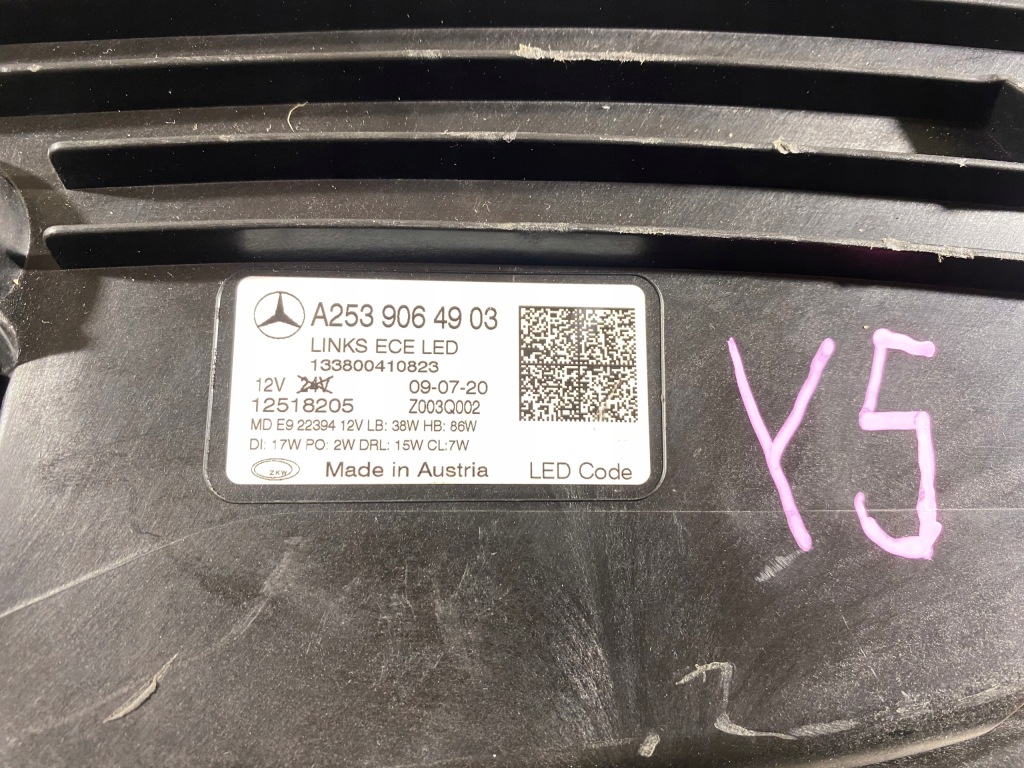 A253 906 49 03
LINKS ECE LED
133800410823
12V 24V 09-07-20
12518205 Z003Q002
MD E9 22394 12V LB: 38W HB: 86W
DI: 17W PO: 2W DRL: 15W CL:7W
ZKW Made in Austria LED Code
Y5